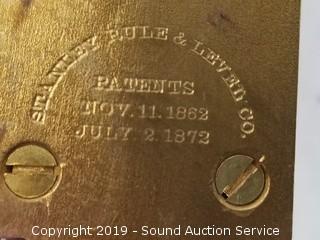 STANLEY RULE & LEVEL CO.
PATENTS
NOV. 11. 1862
JULY 2. 1872
Copyright 2019 - Sound Auction Service